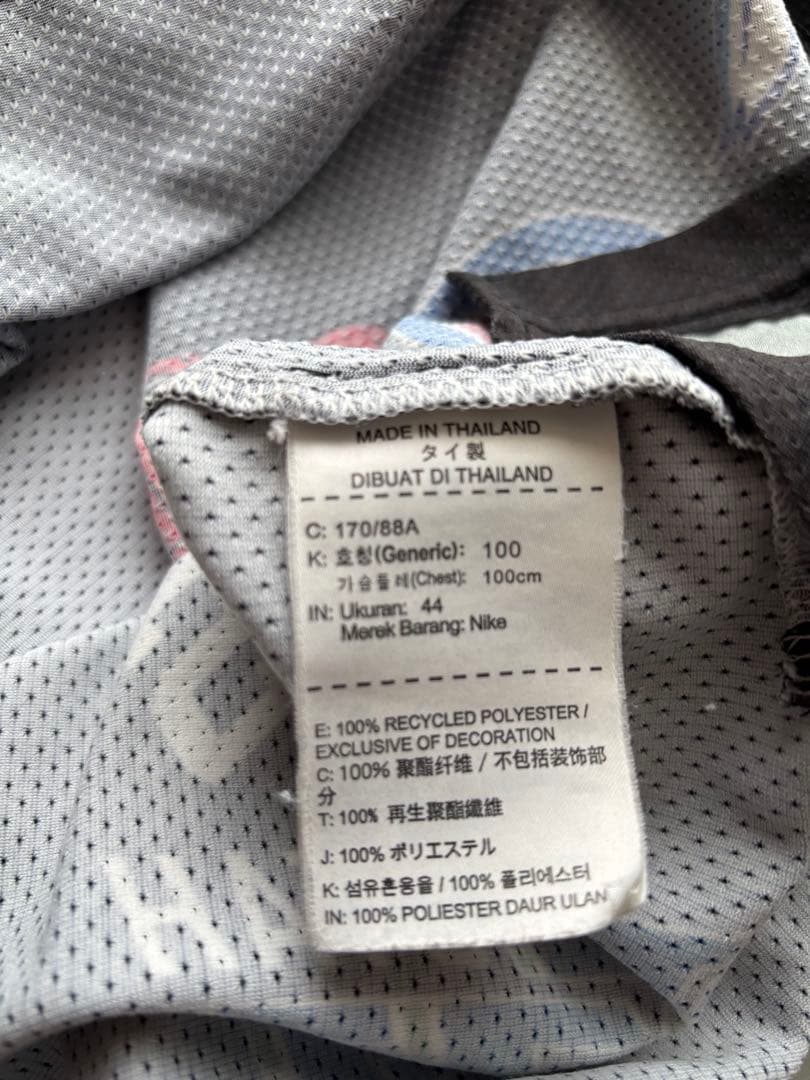 MADE IN THAILAND
タイ製
DIBUAT DI THAILAND
C: 170/88A
K: 호칭(Generic): 100
가슴둘레(Chest): 100cm
IN: Ukuran: 44
Merek Barang: Nike
E: 100% RECYCLED POLYESTER /
EXCLUSIVE OF DECORATION
C: 100% 聚酯纤维 / 不包括装饰部
分
T: 100% 再生聚酯纖維
J: 100% ポリエステル
K: 섬유혼용율 / 100% 폴리에스터
IN: 100% POLIESTER DAUR ULAN